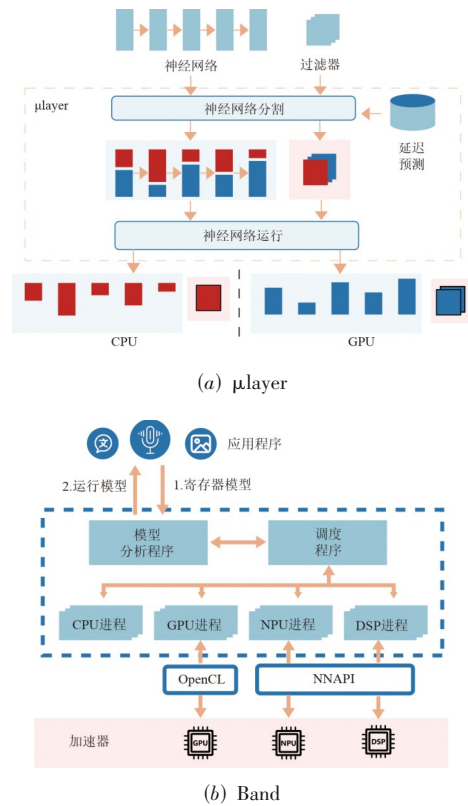 神经网络
过滤器
μlayer
神经网络分割
延迟
预测
神经网络运行
CPU
GPU
(a) μlayer
文
应用程序
2.运行模型
1.寄存器模型
模型
分析程序
调度
程序
CPU进程
GPU进程
NPU进程
DSP进程
OpenCL
NNAPI
加速器
GPU
NPU
DSP
(b) Band